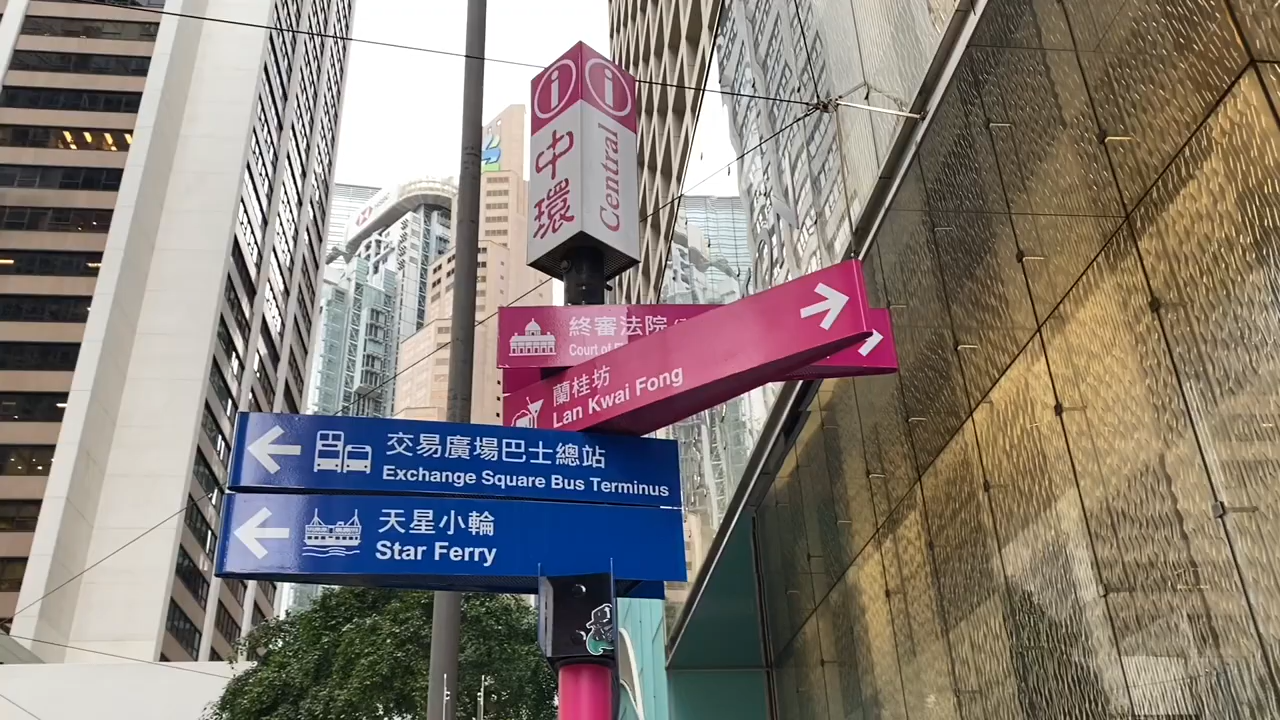 i i
中環
Central
終審法院
Court of
蘭桂坊
Lan Kwai Fong
交易廣場巴士總站
Exchange Square Bus Terminus
天星小輪
Star Ferry